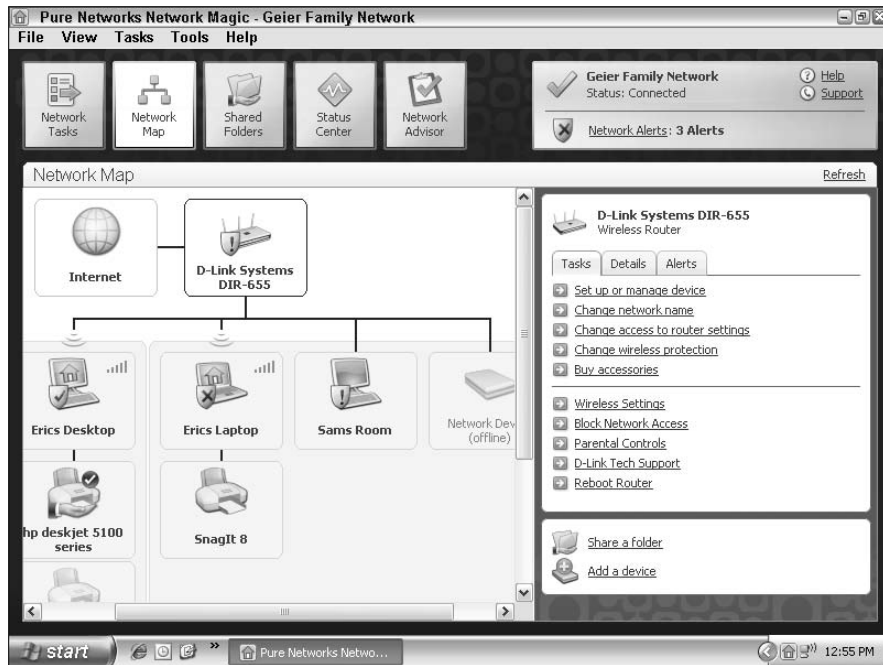 Pure Networks Network Magic - Geier Family Network
File View Tasks Tools Help
Network Tasks
Network Map
Shared Folders
Status Center
Network Advisor
Geier Family Network
Status: Connected
Help
Support
Network Alerts: 3 Alerts
Network Map
Refresh
Internet
D-Link Systems
DIR-655
Erics Desktop
Erics Laptop
Sams Room
Network Dev
(offline)
hp deskjet 5100
series
SnagIt 8
D-Link Systems DIR-655
Wireless Router
Tasks Details Alerts
Set up or manage device
Change network name
Change access to router settings
Change wireless protection
Buy accessories
Wireless Settings
Block Network Access
Parental Controls
D-Link Tech Support
Reboot Router
Share a folder
Add a device
start
Pure Networks Netwo...
12:55 PM